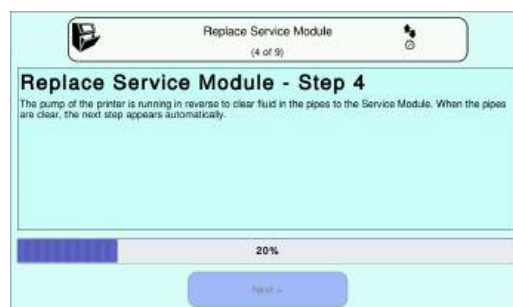 Replace Service Module
(4 of 9)
Replace Service Module - Step 4
The pump of the printer is running in reverse to clear fluid in the pipes to the Service Module. When the pipes
are clear, the next step appears automatically.
20%
Next »